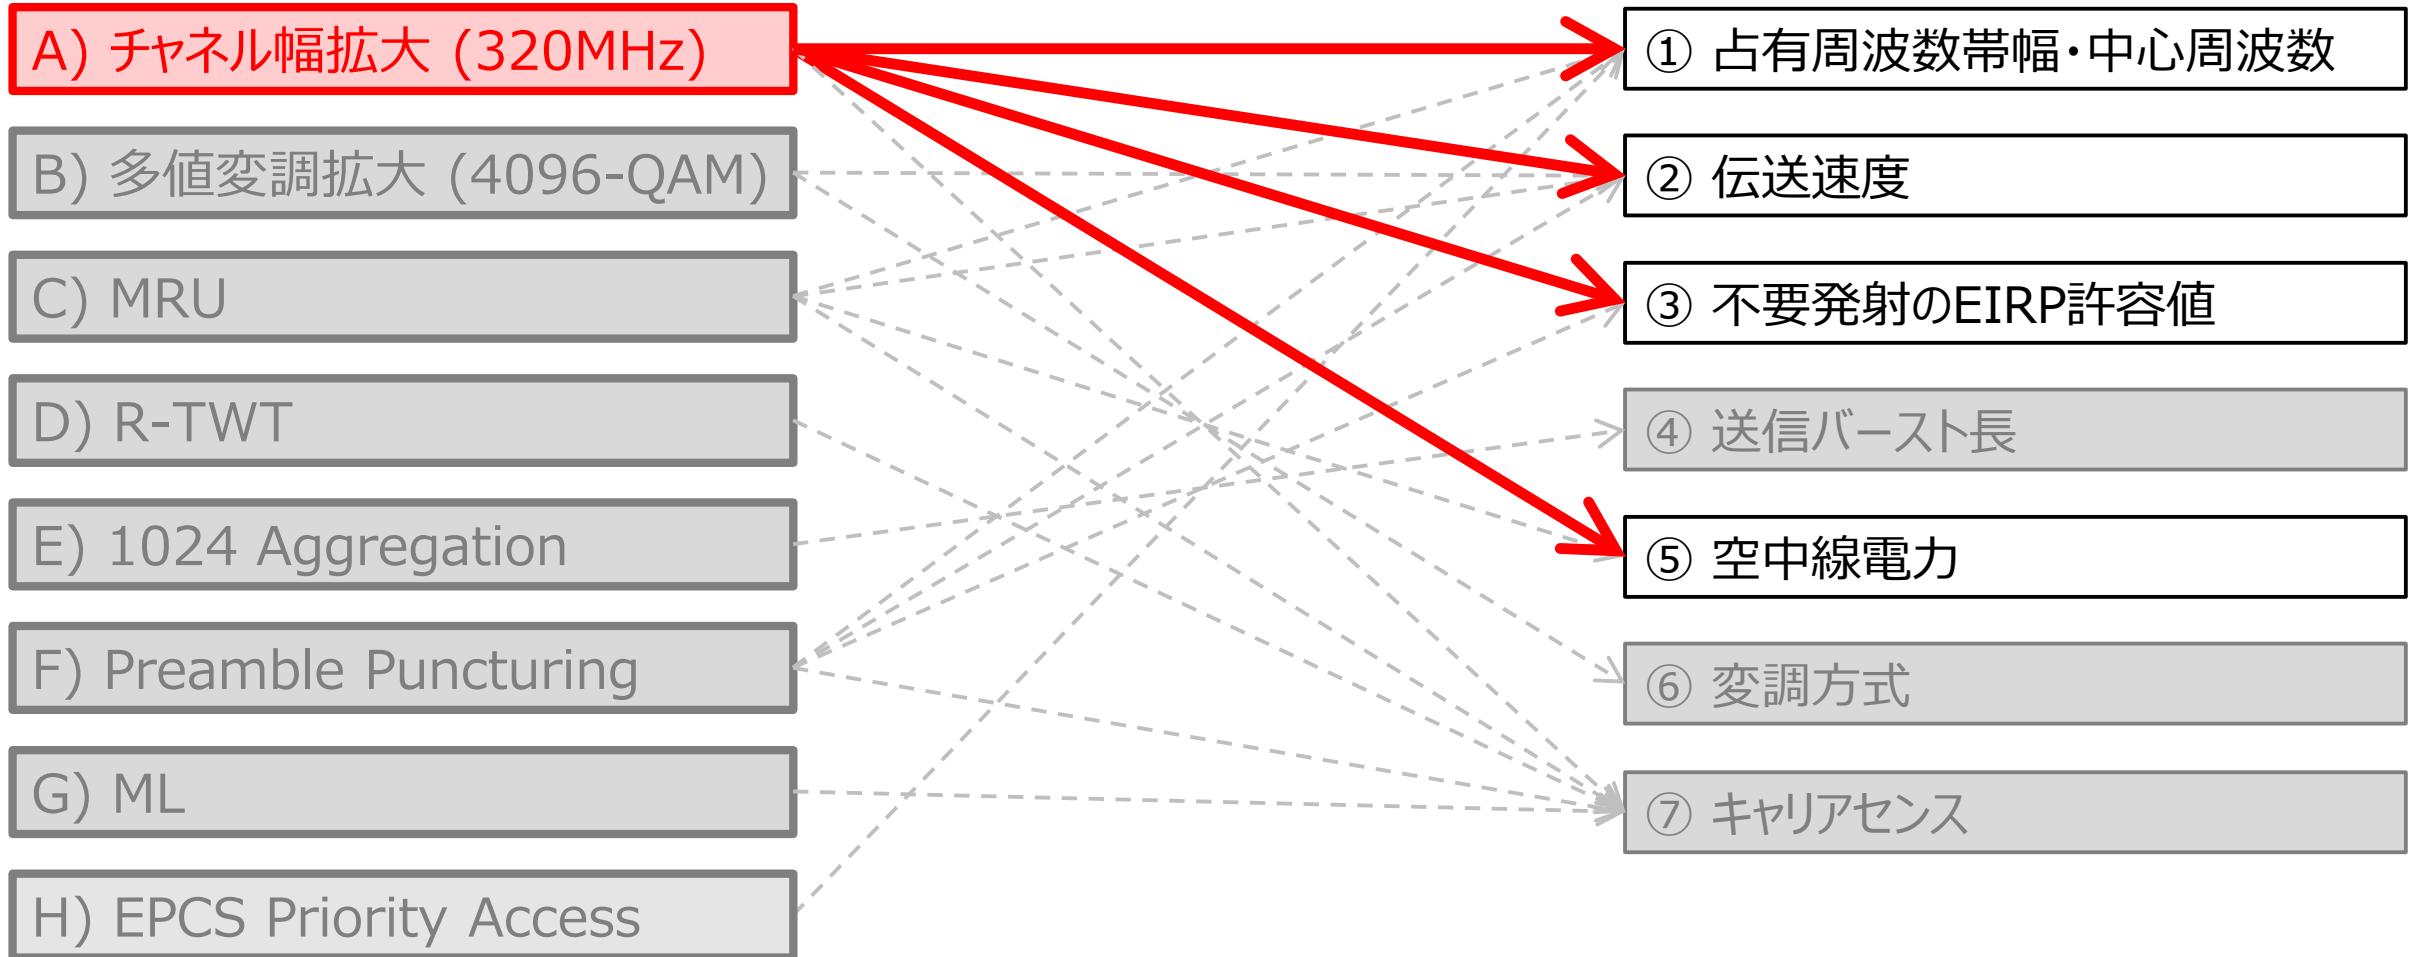 A) チャネル幅拡大 (320MHz)
B) 多値変調拡大 (4096-QAM)
C) MRU
D) R-TWT
E) 1024 Aggregation
F) Preamble Puncturing
G) ML
H) EPCS Priority Access
① 占有周波数帯幅・中心周波数
② 伝送速度
③ 不要発射のEIRP許容値
④ 送信バースト長
⑤ 空中線電力
⑥ 変調方式
⑦ キャリアセンス